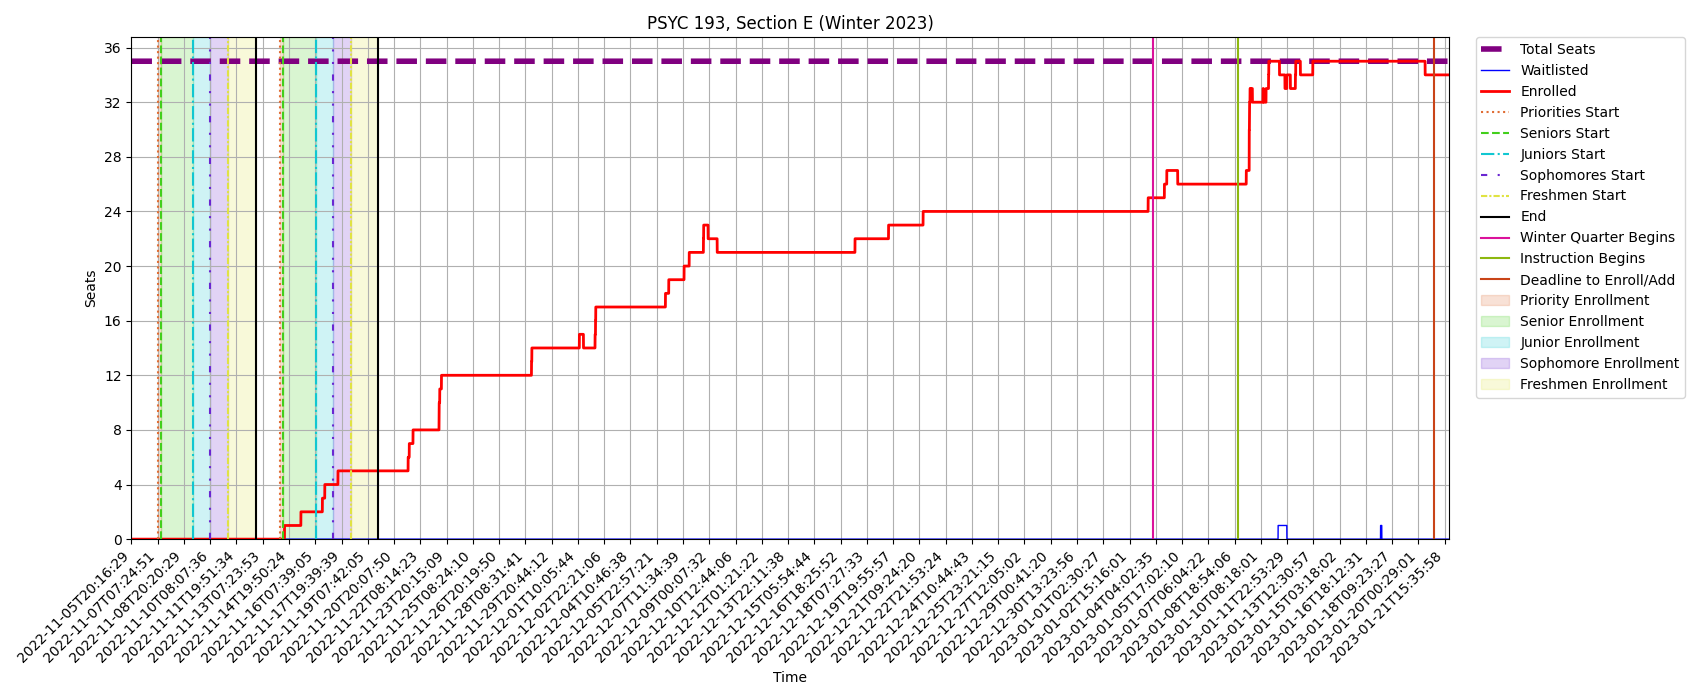 PSYC 193, Section E (Winter 2023)
Seats
36
32
28
24
20
16
12
8
4
0
2022-11-05T20:16:29
2022-11-07T07:24:51
2022-11-08T20:20:29
2022-11-10T08:07:36
2022-11-11T19:51:34
2022-11-13T07:23:53
2022-11-14T19:50:24
2022-11-16T07:39:05
2022-11-17T19:39:39
2022-11-19T07:42:05
2022-11-20T20:07:50
2022-11-22T08:14:23
2022-11-23T20:15:09
2022-11-25T08:24:10
2022-11-26T20:19:50
2022-11-28T08:31:41
2022-11-29T20:44:12
2022-12-01T10:05:44
2022-12-02T22:21:06
2022-12-04T10:46:38
2022-12-05T22:57:21
2022-12-07T11:34:39
2022-12-09T00:07:32
2022-12-10T12:44:06
2022-12-12T01:21:22
2022-12-13T12:11:38
2022-12-15T05:54:44
2022-12-16T18:25:52
2022-12-18T07:27:33
2022-12-19T19:55:57
2022-12-21T09:24:20
2022-12-22T21:53:24
2022-12-24T10:44:43
2022-12-25T23:21:15
2022-12-27T12:05:02
2022-12-29T00:41:20
2022-12-30T13:23:56
2023-01-01T02:30:27
2023-01-02T15:16:01
2023-01-04T04:02:35
2023-01-05T17:02:10
2023-01-07T06:04:22
2023-01-08T18:54:06
2023-01-10T08:18:01
2023-01-11T22:53:29
2023-01-13T12:30:57
2023-01-15T03:18:02
2023-01-16T18:12:31
2023-01-18T09:23:27
2023-01-20T00:29:01
2023-01-21T15:35:58
Time
Total Seats
Waitlisted
Enrolled
Priorities Start
Seniors Start
Juniors Start
Sophomores Start
Freshmen Start
End
Winter Quarter Begins
Instruction Begins
Deadline to Enroll/Add
Priority Enrollment
Senior Enrollment
Junior Enrollment
Sophomore Enrollment
Freshmen Enrollment